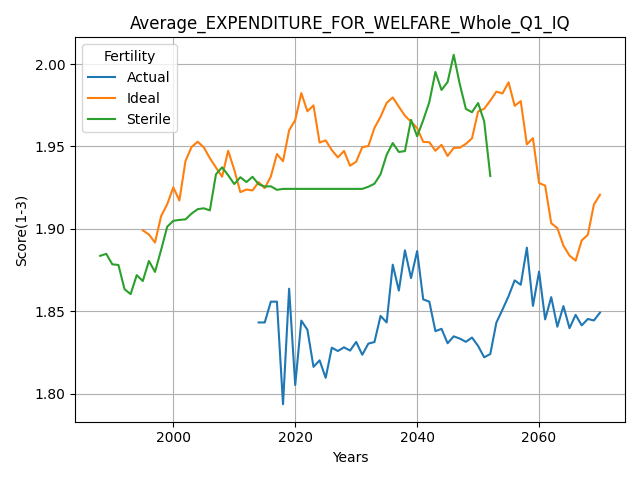 Average_EXPENDITURE_FOR_WELFARE_Whole_Q1_IQ
Fertility
Actual
Ideal
Sterile
Score(1-3)
2.00
1.95
1.90
1.85
1.80
2000 2020 2040 2060
Years